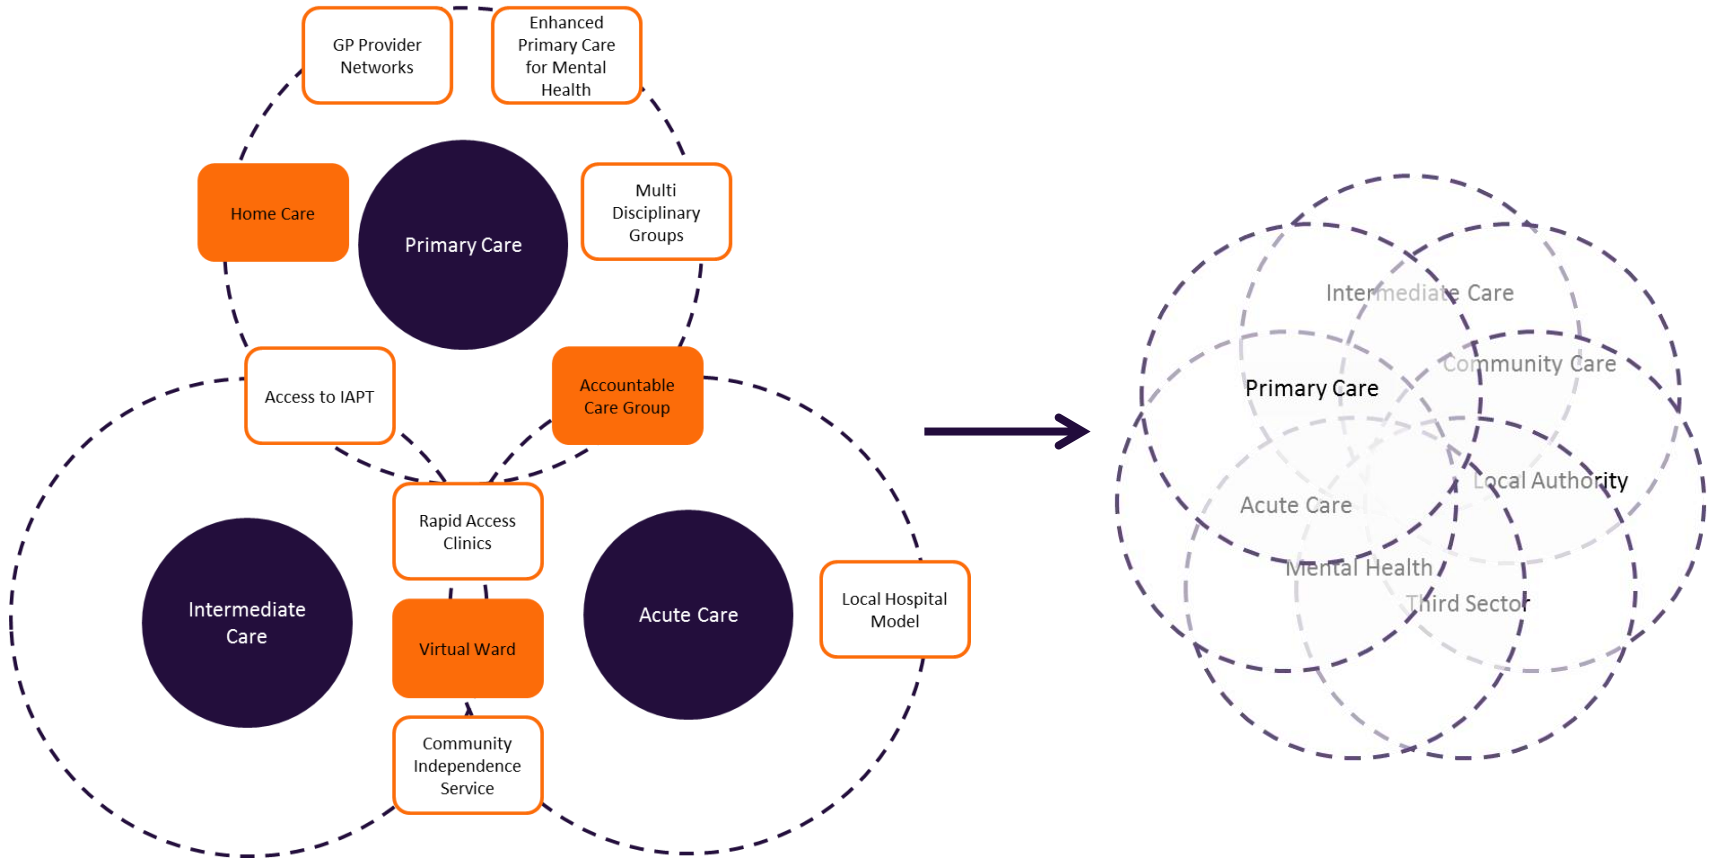 GP Provider
Networks
Enhanced
Primary Care
for Mental
Health
Home Care
Primary Care
Multi
Disciplinary
Groups
Access to IAPT
Accountable
Care Group
Rapid Access
Clinics
Intermediate
Care
Virtual Ward
Acute Care
Local Hospital
Model
Community
Independence
Service
Intermediate Care
Community Care
Primary Care
Local Authority
Acute Care
Mental Health
Third Sector